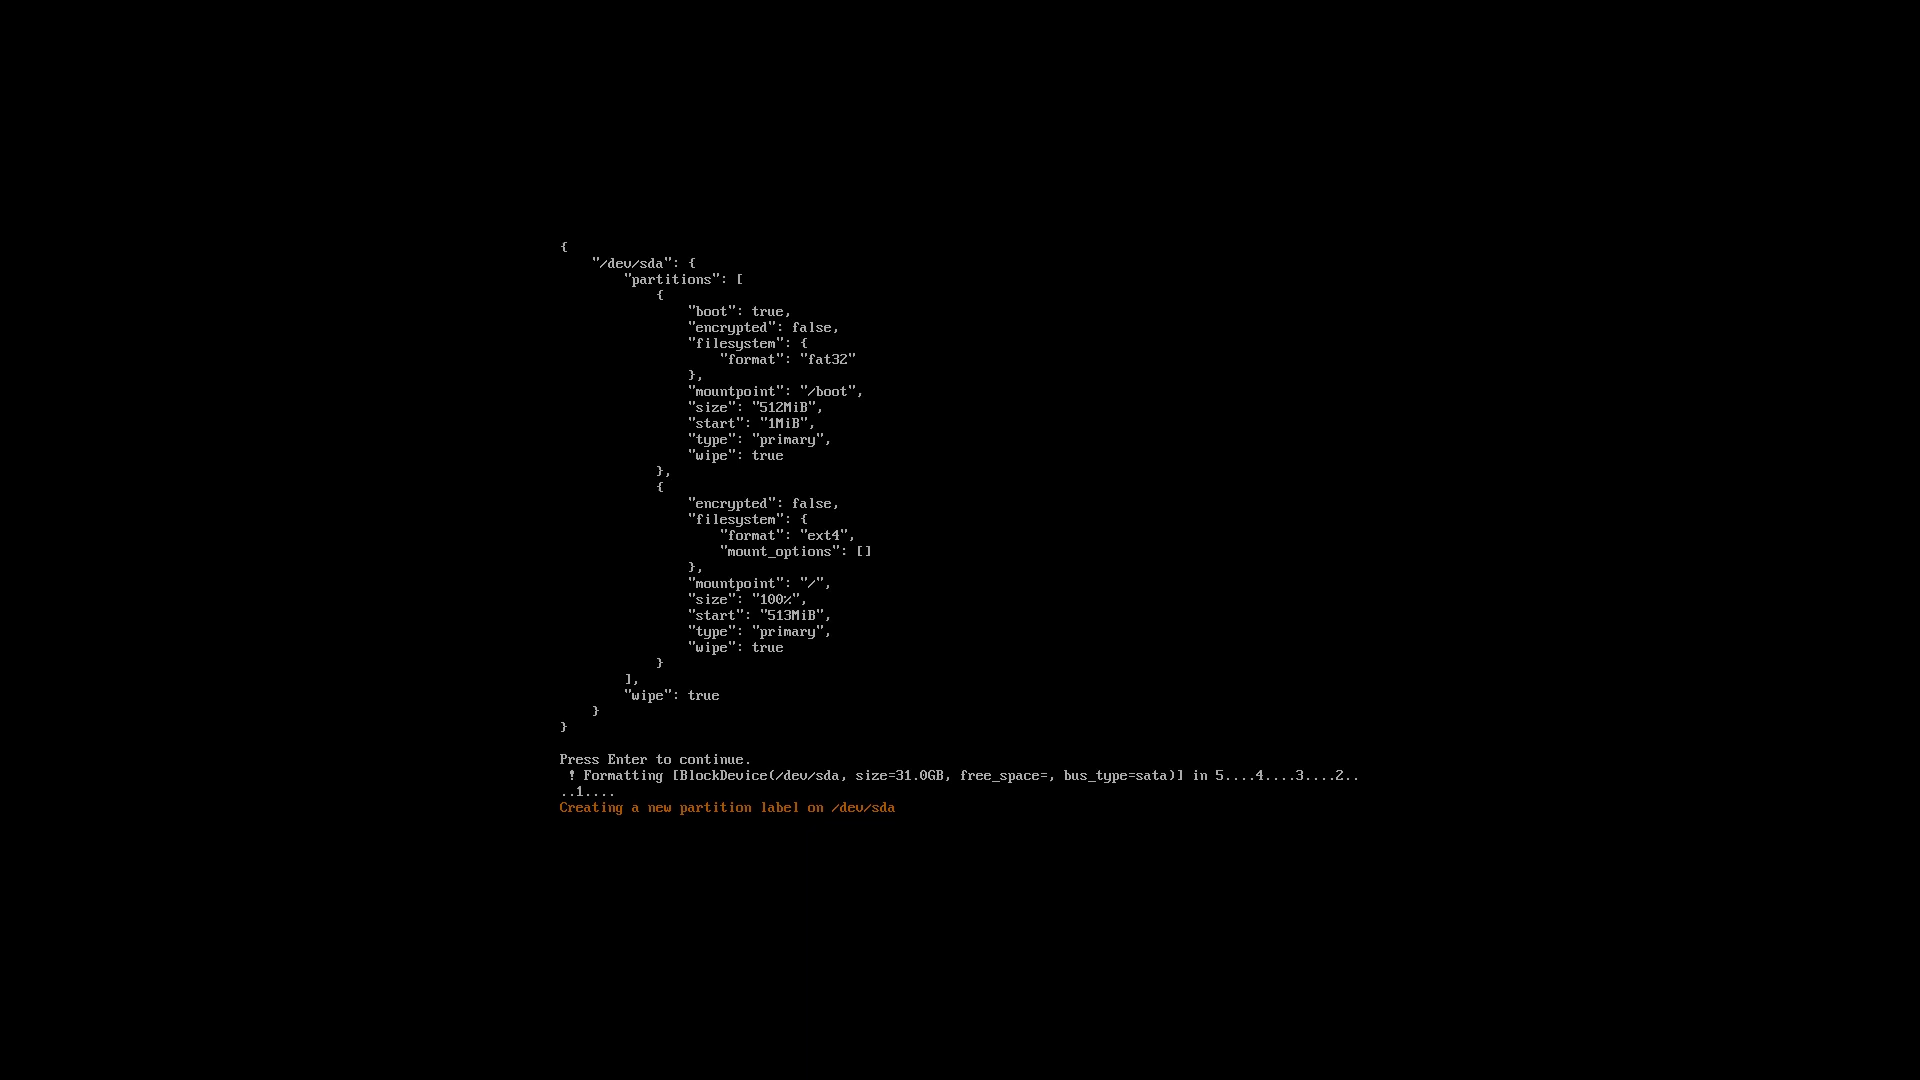 {
    "/dev/sda": {
        "partitions": [
            {
                "boot": true,
                "encrypted": false,
                "filesystem": {
                    "format": "fat32"
                },
                "mountpoint": "/boot",
                "size": "512MiB",
                "start": "1MiB",
                "type": "primary",
                "wipe": true
            },
            {
                "encrypted": false,
                "filesystem": {
                    "format": "ext4",
                    "mount_options": []
                },
                "mountpoint": "/",
                "size": "100%",
                "start": "513MiB",
                "type": "primary",
                "wipe": true
            }
        ],
        "wipe": true
    }
}

Press Enter to continue.
 ! Formatting [BlockDevice(/dev/sda, size=31.0GB, free_space=, bus_type=sata)] in 5....4....3....2..
..1....
Creating a new partition label on /dev/sda